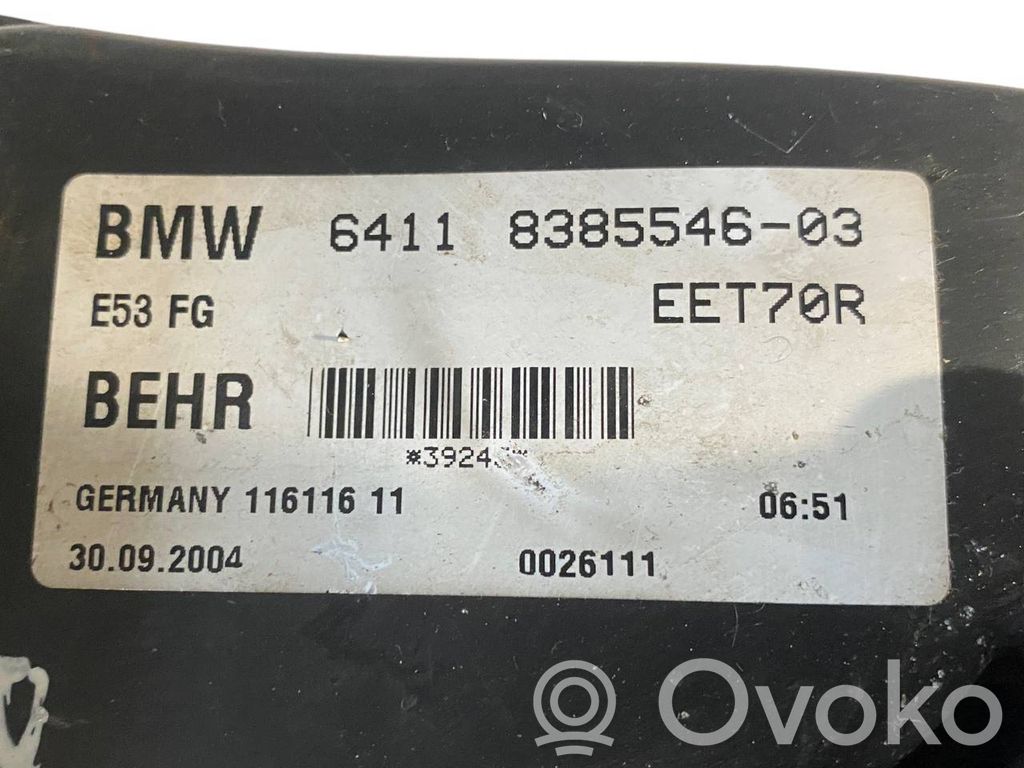 BMW 6411 8385546-03
E53 FG EET70R
BEHR
GERMANY 116116 11 06:51
30.09.2004 0026111
Ovoko